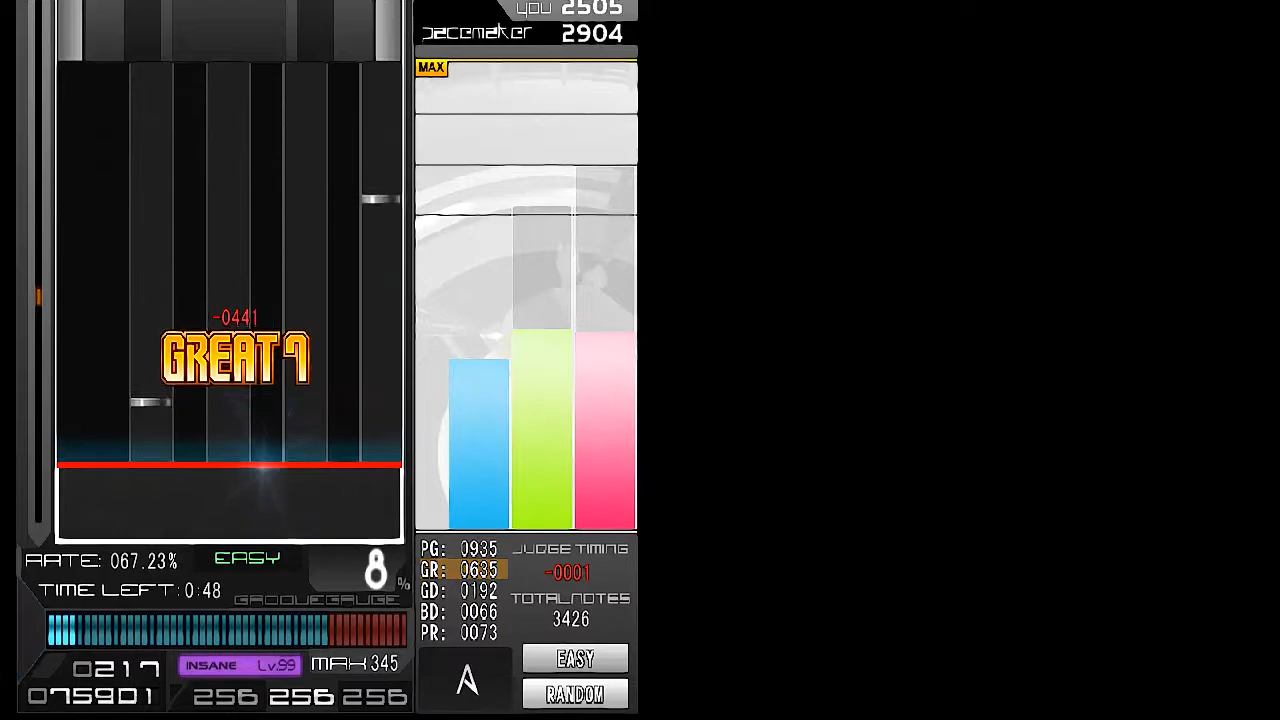 you 2505
pacemaker 2904
MAX
-0441
GREAT 7
RATE: 067.23% EASY 8 %
TIME LEFT: 0:48
GROOVEGAUGE
0217 INSANE Lv.99 MAX 345
075901 256 256 256
PG: 0935 JUDGE TIMING
GR: 0635 -0001
GD: 0192 TOTALNOTES
BD: 0066 3426
PR: 0073
A EASY
RANDOM